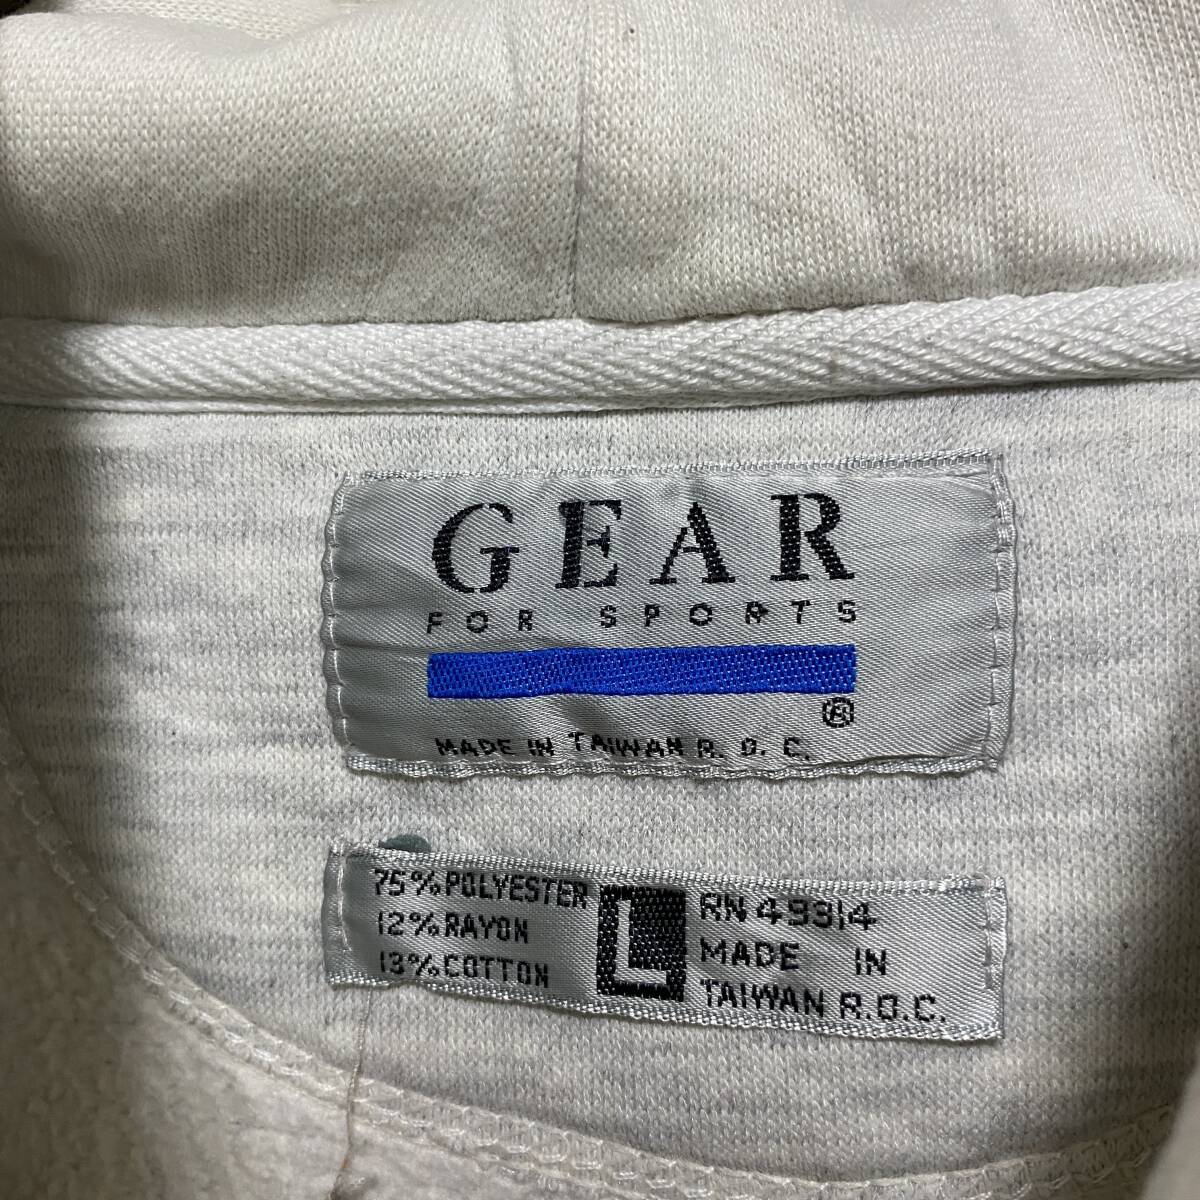 GEAR
FOR SPORTS
®
MADE IN TAIWAN R.O.C.
75% POLYESTER
12% RAYON
13% COTTON
L
RN 49314
MADE IN
TAIWAN R.O.C.